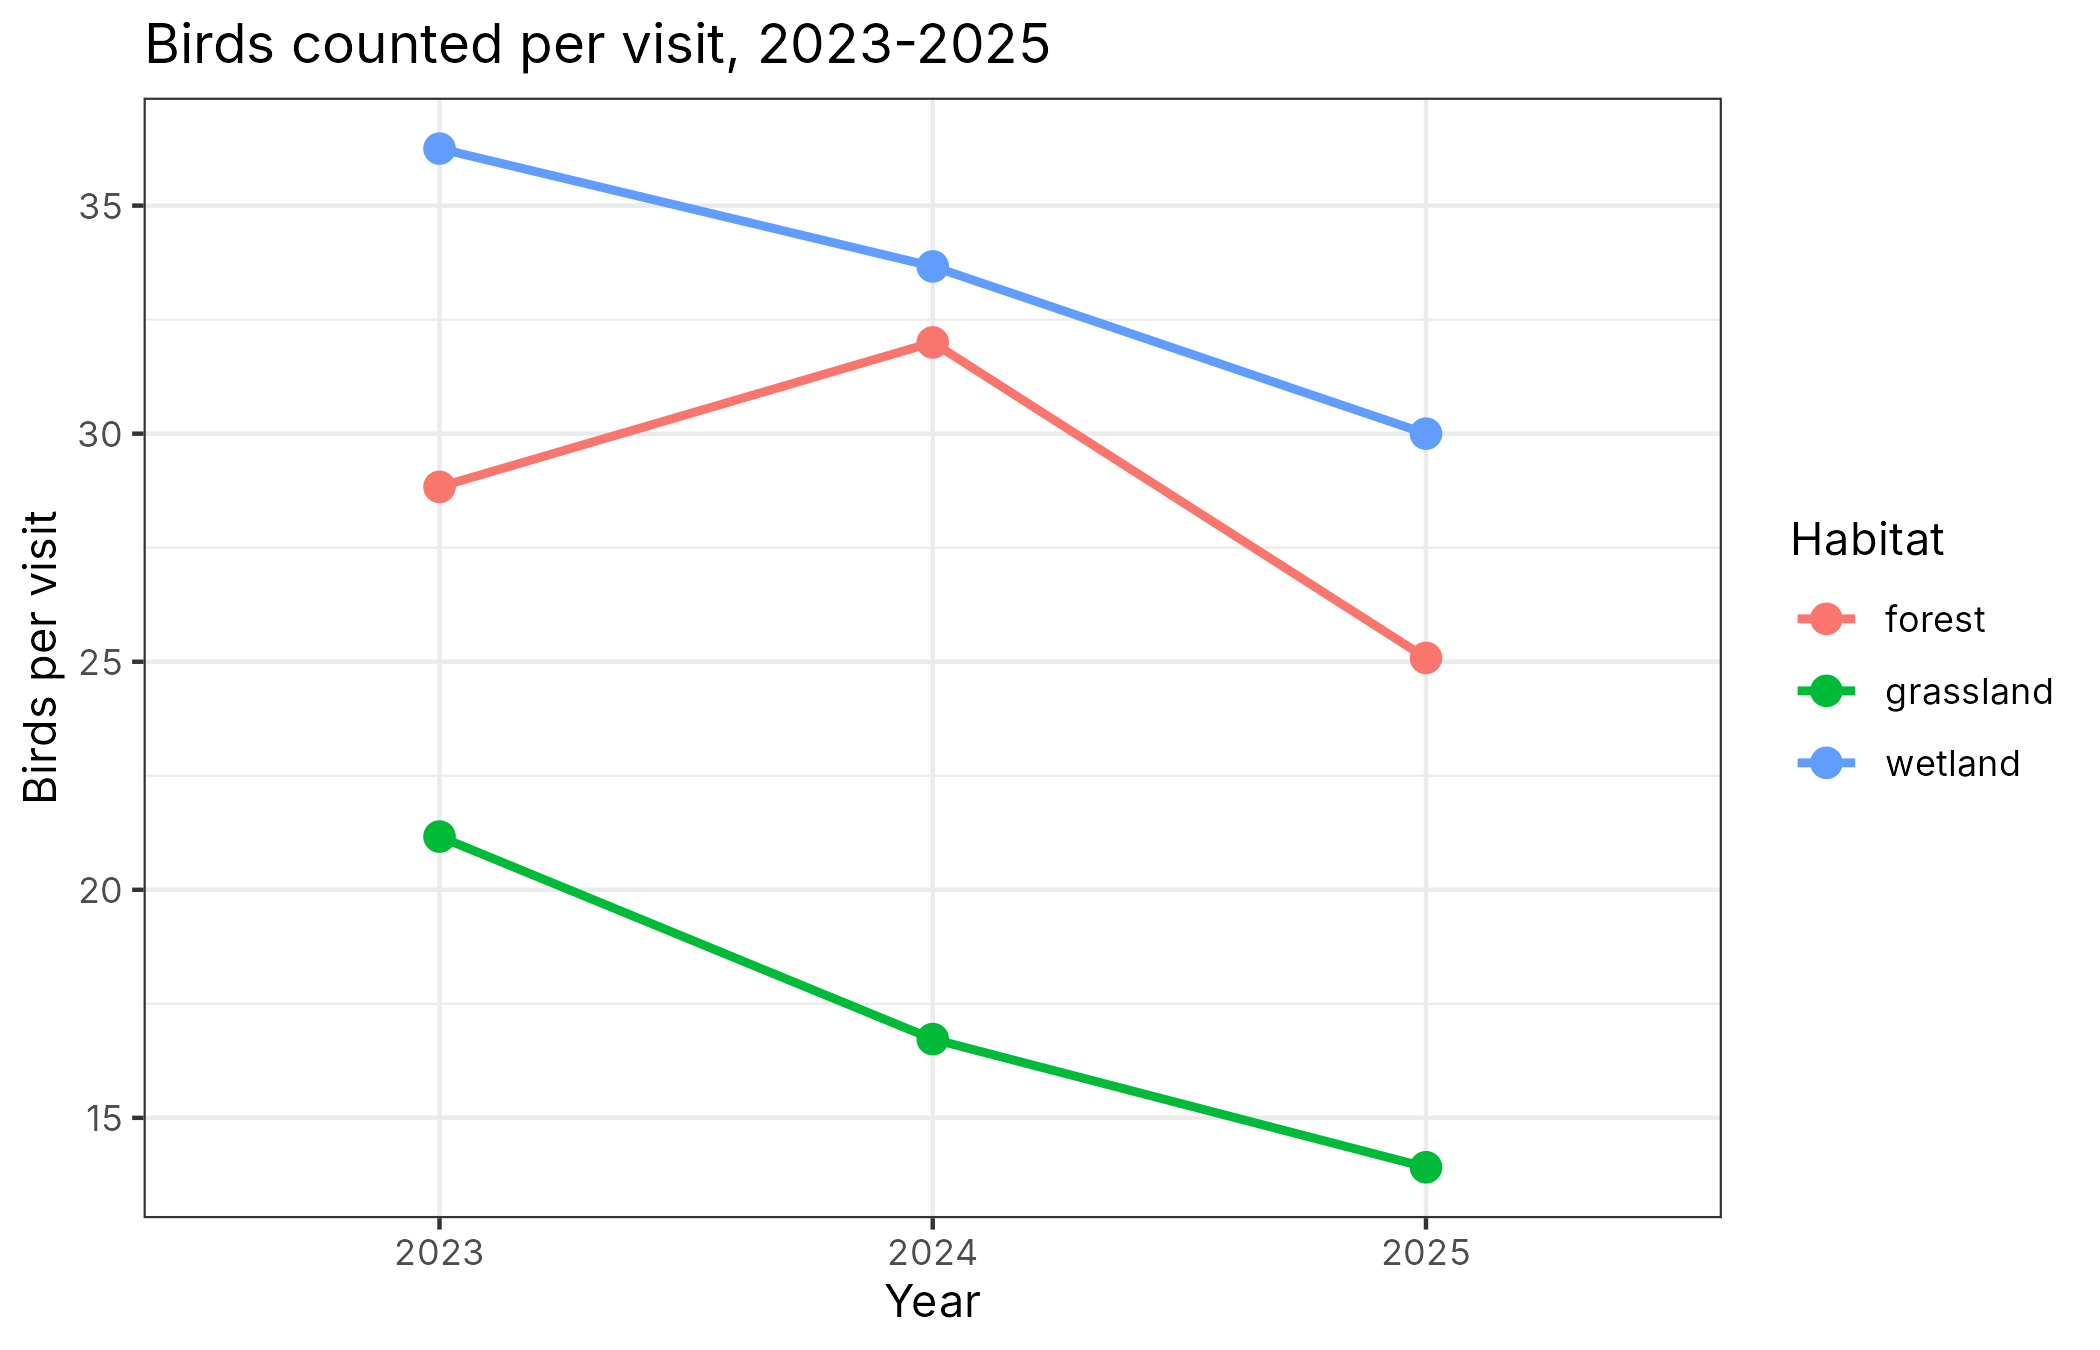 Birds counted per visit, 2023-2025
Birds per visit
35
30
25
20
15
2023
2024
2025
Year
Habitat
forest
grassland
wetland